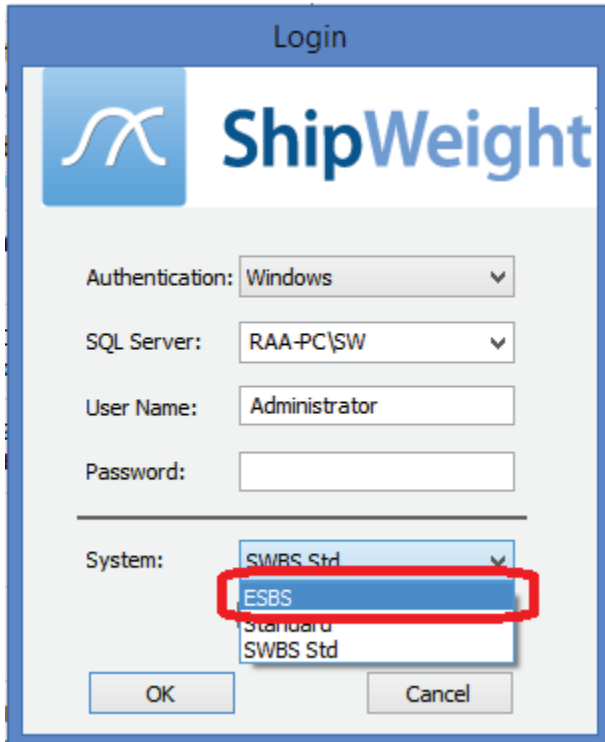 Login
ShipWeight
Authentication: Windows
SQL Server: RAA-PC\SW
User Name: Administrator
Password:
System: SWBS Std
ESBS
Standard
SWBS Std
OK Cancel